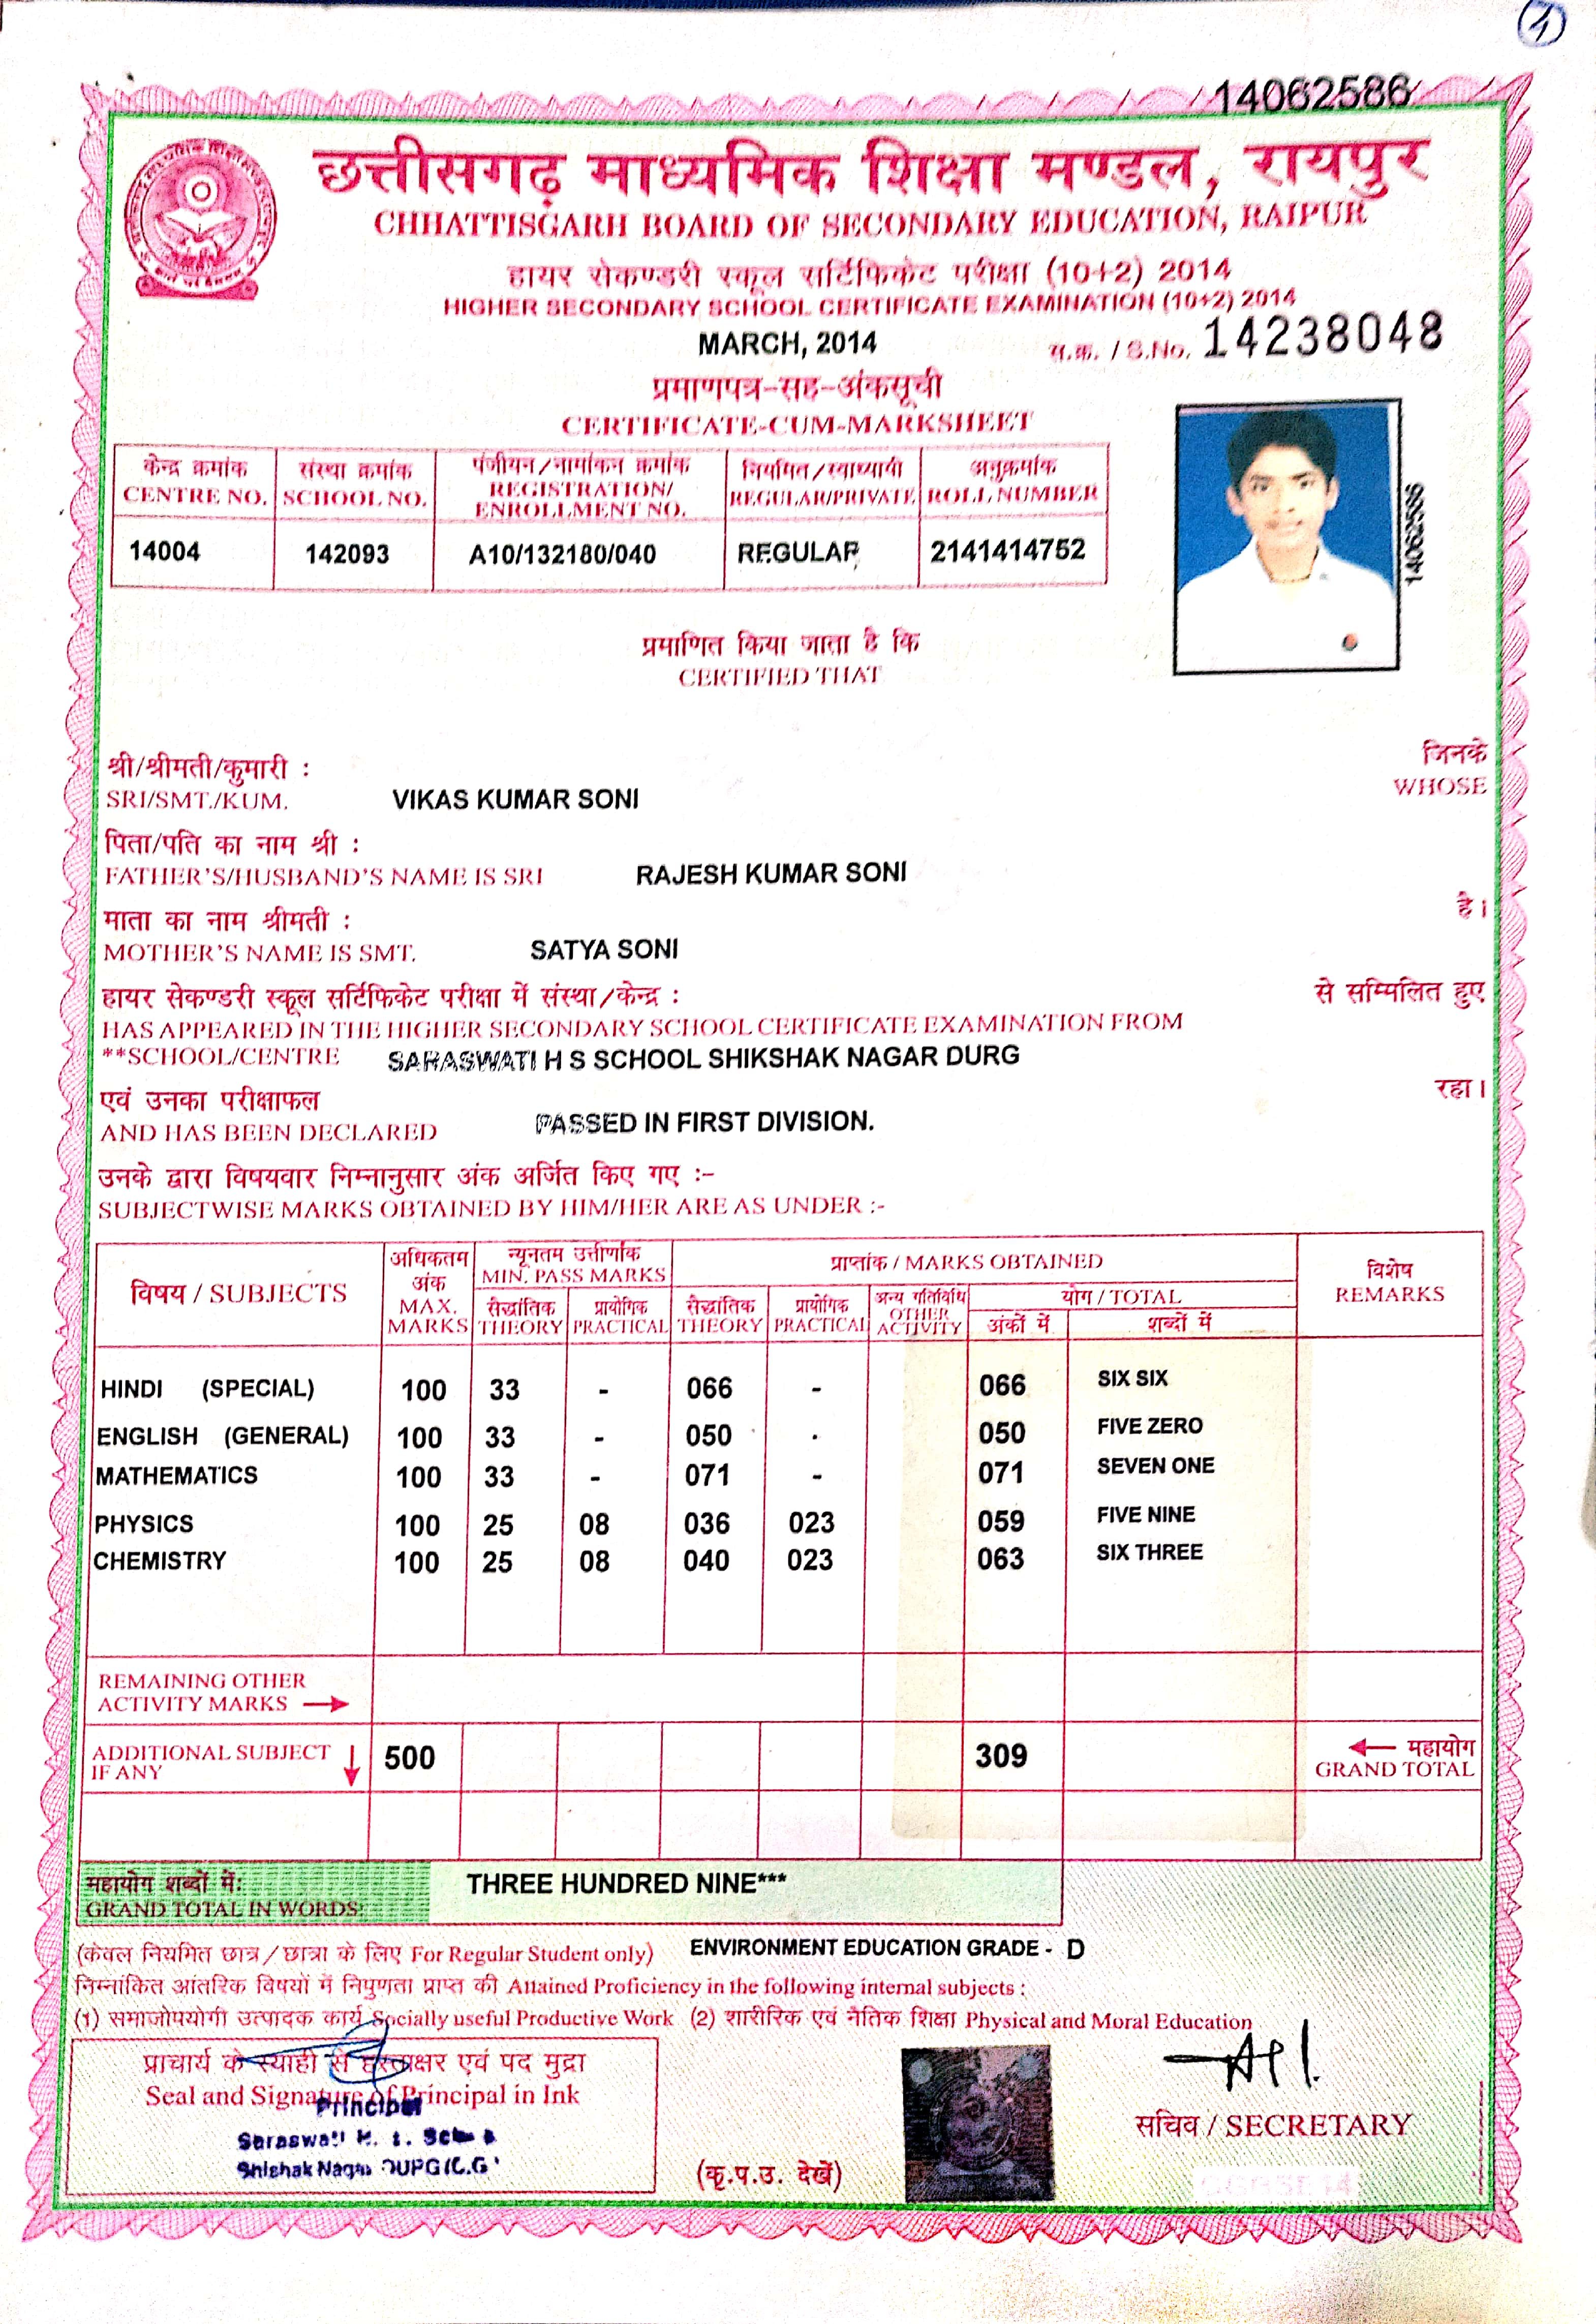 1
14062586
छत्तीसगढ़ माध्यमिक शिक्षा मण्डल, रायपुर
CHHATTISGARH BOARD OF SECONDARY EDUCATION, RAIPUR
हायर सेकण्डरी स्कूल सर्टिफिकेट परीक्षा (10+2) 2014
HIGHER SECONDARY SCHOOL CERTIFICATE EXAMINATION (10+2) 2014
MARCH, 2014
स.क्र. / S.No. 14238048
प्रमाणपत्र-सह-अंकसूची
CERTIFICATE-CUM-MARKSHEET
केन्द्र क्रमांक संस्था क्रमांक पंजीयन/नामांकन क्रमांक नियमित/स्वाध्यायी अनुक्रमांक
CENTRE NO. SCHOOL NO. REGISTRATION/ ENROLLMENT NO. REGULAR/PRIVATE ROLL NUMBER
14004 142093 A10/132180/040 REGULAR 2141414752
14062586
प्रमाणित किया जाता है कि
CERTIFIED THAT
श्री/श्रीमती/कुमारी : जिनके
SRI/SMT./KUM. VIKAS KUMAR SONI WHOSE
पिता/पति का नाम श्री :
FATHER'S/HUSBAND'S NAME IS SRI RAJESH KUMAR SONI
माता का नाम श्रीमती : है।
MOTHER'S NAME IS SMT. SATYA SONI
हायर सेकण्डरी स्कूल सर्टिफिकेट परीक्षा में संस्था/केन्द्र : से सम्मिलित हुए
HAS APPEARED IN THE HIGHER SECONDARY SCHOOL CERTIFICATE EXAMINATION FROM
**SCHOOL/CENTRE SARASWATI H S SCHOOL SHIKSHAK NAGAR DURG
एवं उनका परीक्षाफल रहा।
AND HAS BEEN DECLARED PASSED IN FIRST DIVISION.
उनके द्वारा विषयवार निम्नानुसार अंक अर्जित किए गए :-
SUBJECTWISE MARKS OBTAINED BY HIM/HER ARE AS UNDER :-
विषय / SUBJECTS अधिकतम अंक MAX. MARKS न्यूनतम उत्तीर्णांक MIN. PASS MARKS प्राप्तांक / MARKS OBTAINED विशेष REMARKS
सैद्धांतिक THEORY प्रायोगिक PRACTICAL सैद्धांतिक THEORY प्रायोगिक PRACTICAL अन्य गतिविधि OTHER ACTIVITY योग / TOTAL
अंकों में शब्दों में
HINDI (SPECIAL) 100 33 - 066 - 066 SIX SIX
ENGLISH (GENERAL) 100 33 - 050 - 050 FIVE ZERO
MATHEMATICS 100 33 - 071 - 071 SEVEN ONE
PHYSICS 100 25 08 036 023 059 FIVE NINE
CHEMISTRY 100 25 08 040 023 063 SIX THREE
REMAINING OTHER
ACTIVITY MARKS →
ADDITIONAL SUBJECT IF ANY ↓ 500 309 ← महायोग GRAND TOTAL
महायोग शब्दों में:
GRAND TOTAL IN WORDS: THREE HUNDRED NINE***
(केवल नियमित छात्र/छात्रा के लिए For Regular Student only) ENVIRONMENT EDUCATION GRADE - D
निम्नांकित आंतरिक विषयों में निपुणता प्राप्त की Attained Proficiency in the following internal subjects :
(1) समाजोपयोगी उत्पादक कार्य Socially useful Productive Work (2) शारीरिक एवं नैतिक शिक्षा Physical and Moral Education
प्राचार्य के स्याही से हस्ताक्षर एवं पद मुद्रा
Seal and Signature of Principal in Ink
Principal
Saraswati H. S.
Shishak Nagar DURG (C.G
(कृ.प.उ. देखें)
सचिव / SECRETARY